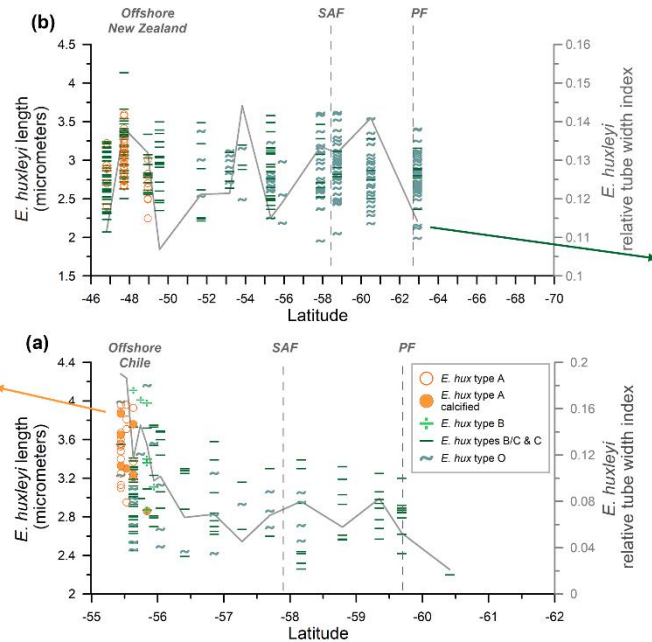 (b)
Offshore
New Zealand
SAF
PF
4.5
4
3.5
3
2.5
2
1.5
E. huxleyi length
(micrometers)
0.16
0.15
0.14
0.13
0.12
0.11
0.1
E. huxleyi
relative tube width index
-46 -48 -50 -52 -54 -56 -58 -60 -62 -64 -66 -68 -70
Latitude
(a)
Offshore
Chile
SAF
PF
4.4
4
3.6
3.2
2.8
2.4
2
E. huxleyi length
(micrometers)
E. hux type A
E. hux type A
calcified
E. hux type B
E. hux types B/C & C
E. hux type O
0.2
0.16
0.12
0.08
0.04
0
E. huxleyi
relative tube width index
-55 -56 -57 -58 -59 -60 -61 -62
Latitude